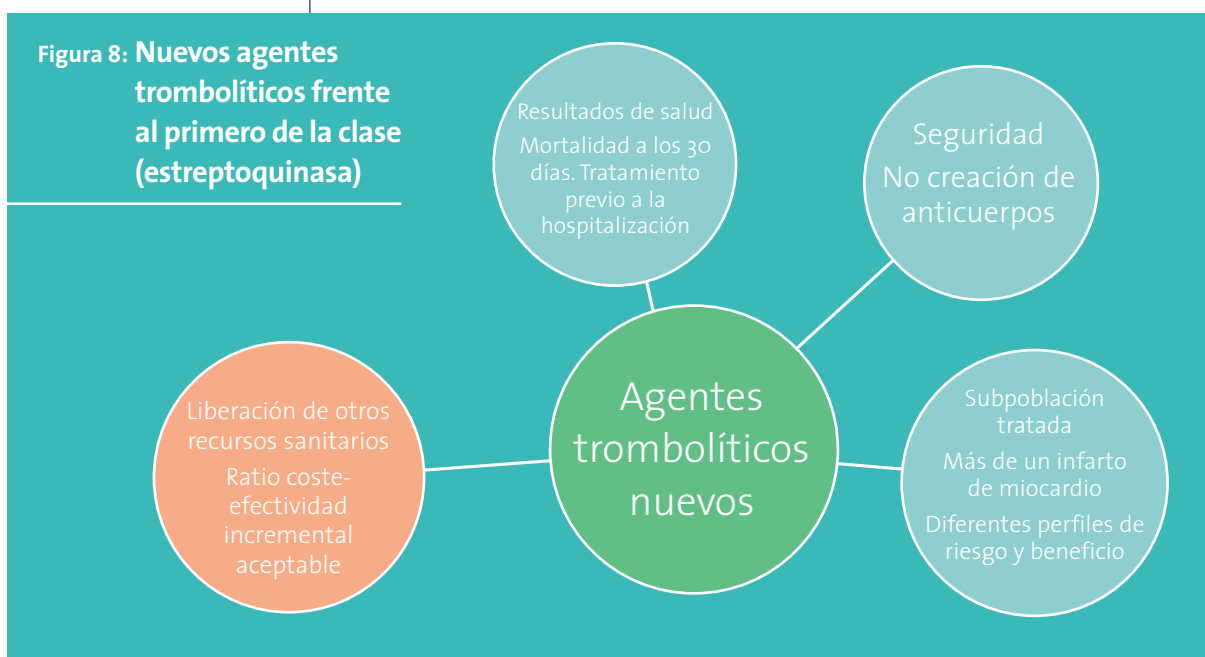 Figura 8: Nuevos agentes
trombolíticos frente
al primero de la clase
(estreptoquinasa)
Resultados de salud
Mortalidad a los 30
días. Tratamiento
previo a la
hospitalización
Seguridad
No creación de
anticuerpos
Liberación de otros
recursos sanitarios
Ratio coste-
efectividad
incremental
aceptable
Agentes
trombolíticos
nuevos
Subpoblación
tratada
Más de un infarto
de miocardio
Diferentes perfiles de
riesgo y beneficio